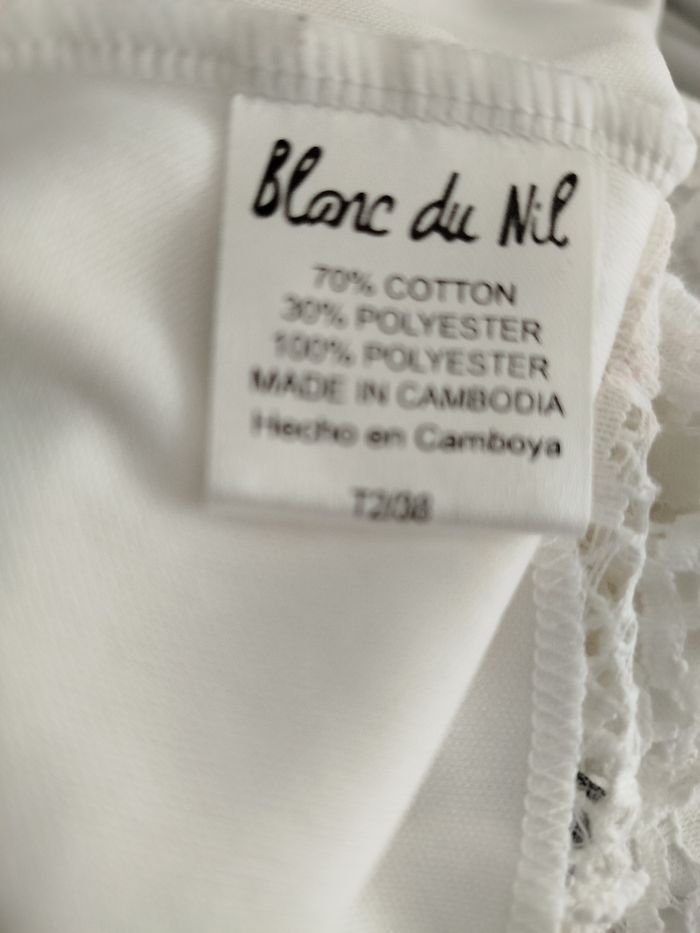 Blanc du Nil
70% COTTON
30% POLYESTER
100% POLYESTER
MADE IN CAMBODIA
Hecho en Camboya
T2/38